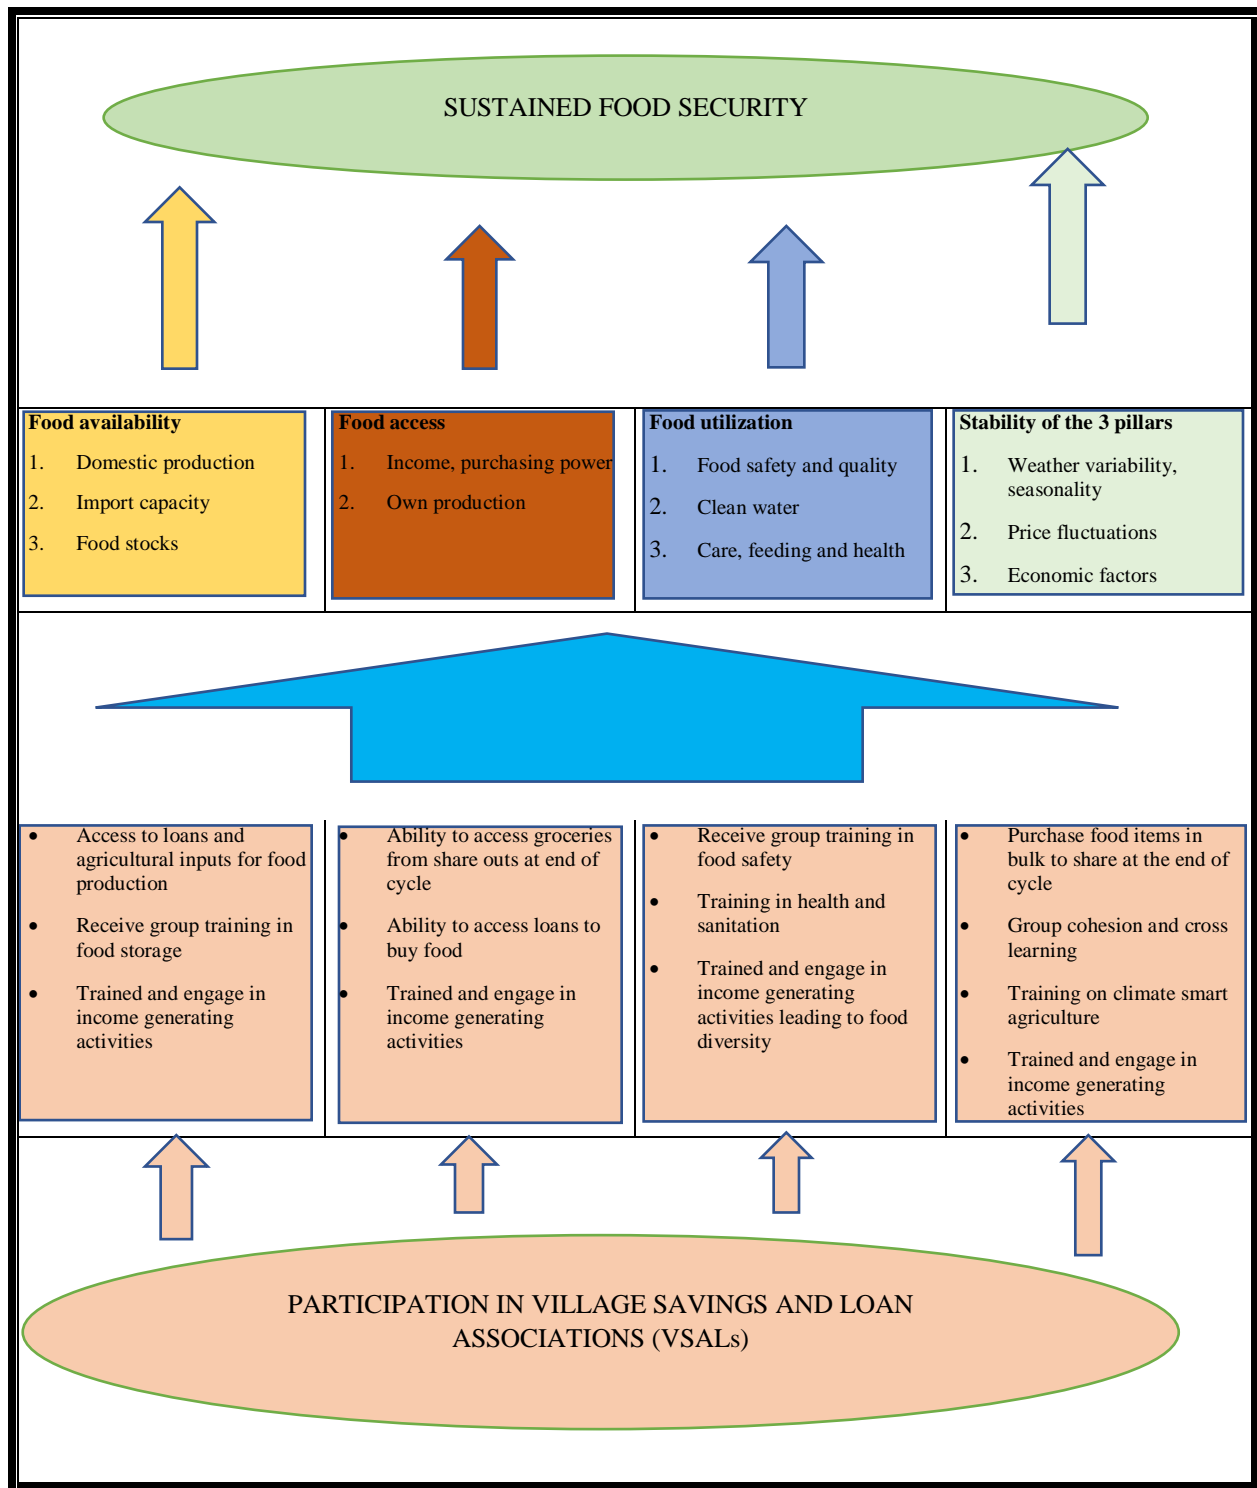 SUSTAINED FOOD SECURITY
Food availability
1. Domestic production
2. Import capacity
3. Food stocks
Food access
1. Income, purchasing power
2. Own production
Food utilization
1. Food safety and quality
2. Clean water
3. Care, feeding and health
Stability of the 3 pillars
1. Weather variability,
seasonality
2. Price fluctuations
3. Economic factors
• Access to loans and
agricultural inputs for food
production
• Receive group training in
food storage
• Trained and engage in
income generating
activities
• Ability to access groceries
from share outs at end of
cycle
• Ability to access loans to
buy food
• Trained and engage in
income generating
activities
• Receive group training in
food safety
• Training in health and
sanitation
• Trained and engage in
income generating
activities leading to food
diversity
• Purchase food items in
bulk to share at the end of
cycle
• Group cohesion and cross
learning
• Training on climate smart
agriculture
• Trained and engage in
income generating
activities
PARTICIPATION IN VILLAGE SAVINGS AND LOAN
ASSOCIATIONS (VSALs)